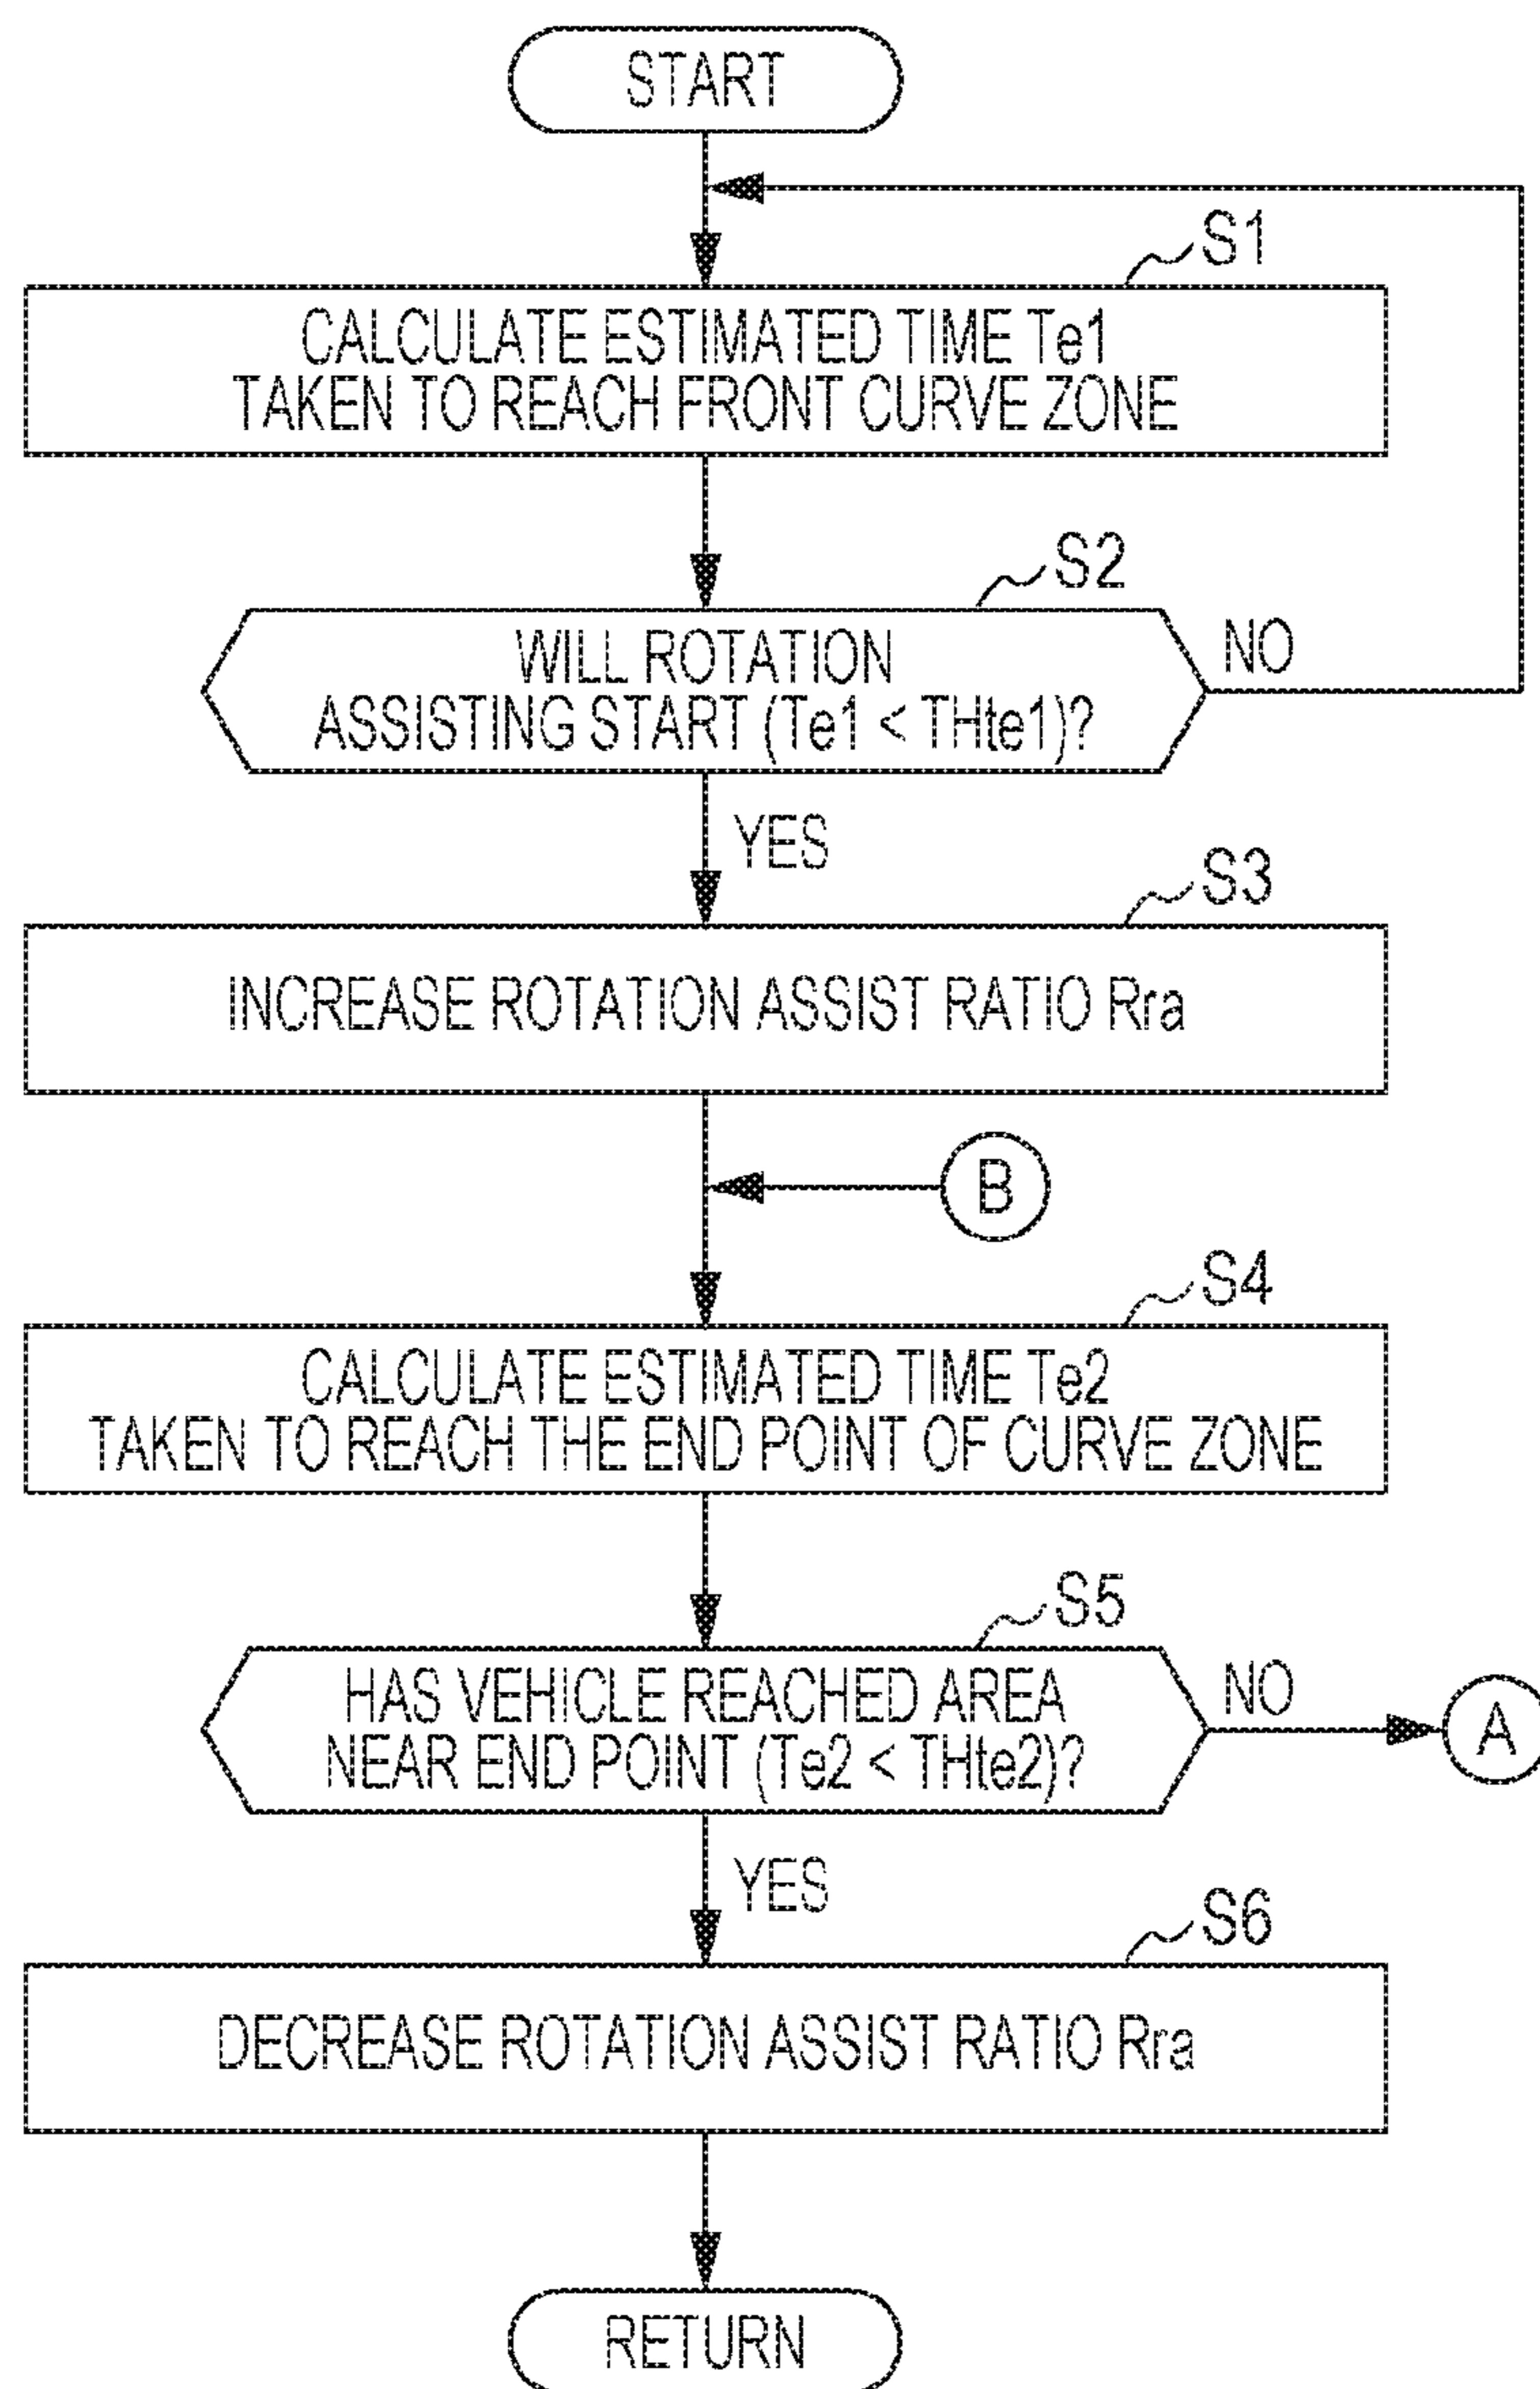 START
S1
CALCULATE ESTIMATED TIME Te1
TAKEN TO REACH FRONT CURVE ZONE
S2
WILL ROTATION
ASSISTING START (Te1 < THte1)?
NO
YES
S3
INCREASE ROTATION ASSIST RATIO Rra
B
S4
CALCULATE ESTIMATED TIME Te2
TAKEN TO REACH THE END POINT OF CURVE ZONE
S5
HAS VEHICLE REACHED AREA
NEAR END POINT (Te2 < THte2)?
NO
A
YES
S6
DECREASE ROTATION ASSIST RATIO Rra
RETURN